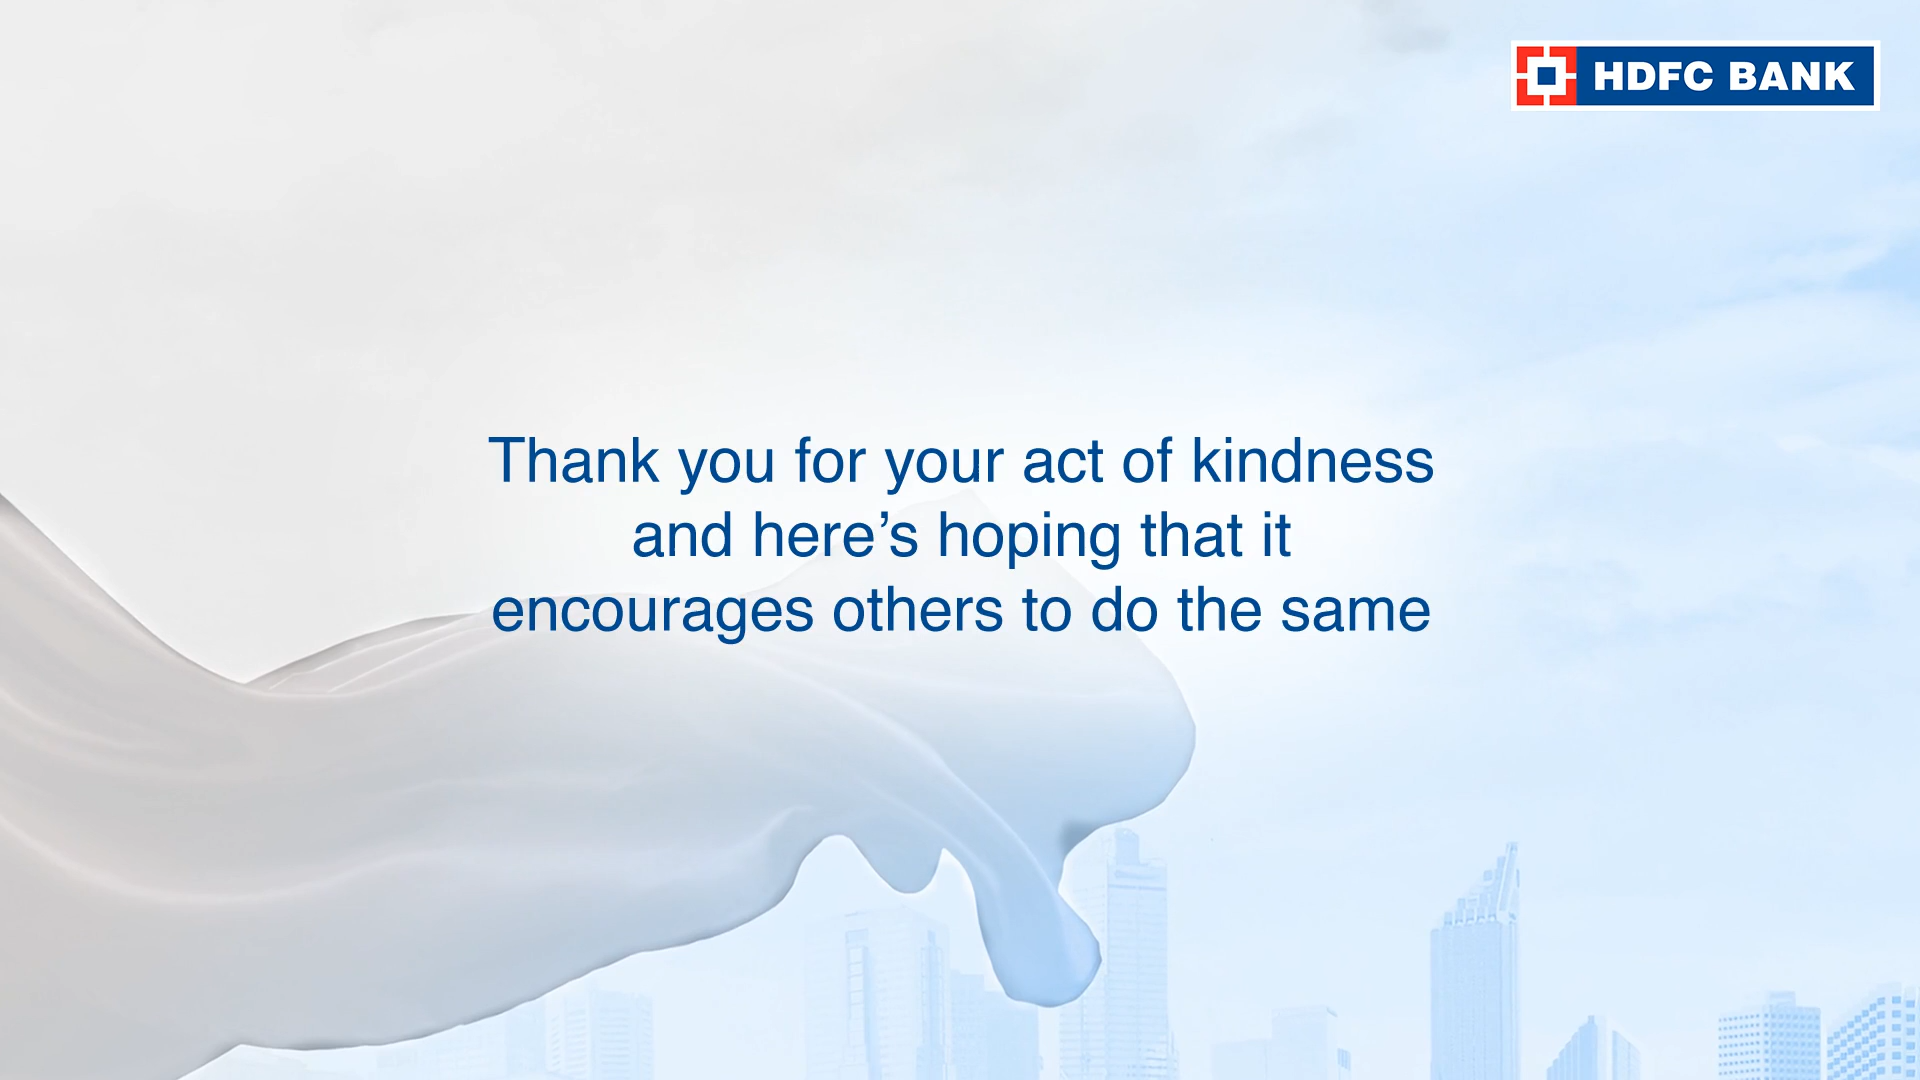 HDFC BANK
Thank you for your act of kindness
and here’s hoping that it
encourages others to do the same